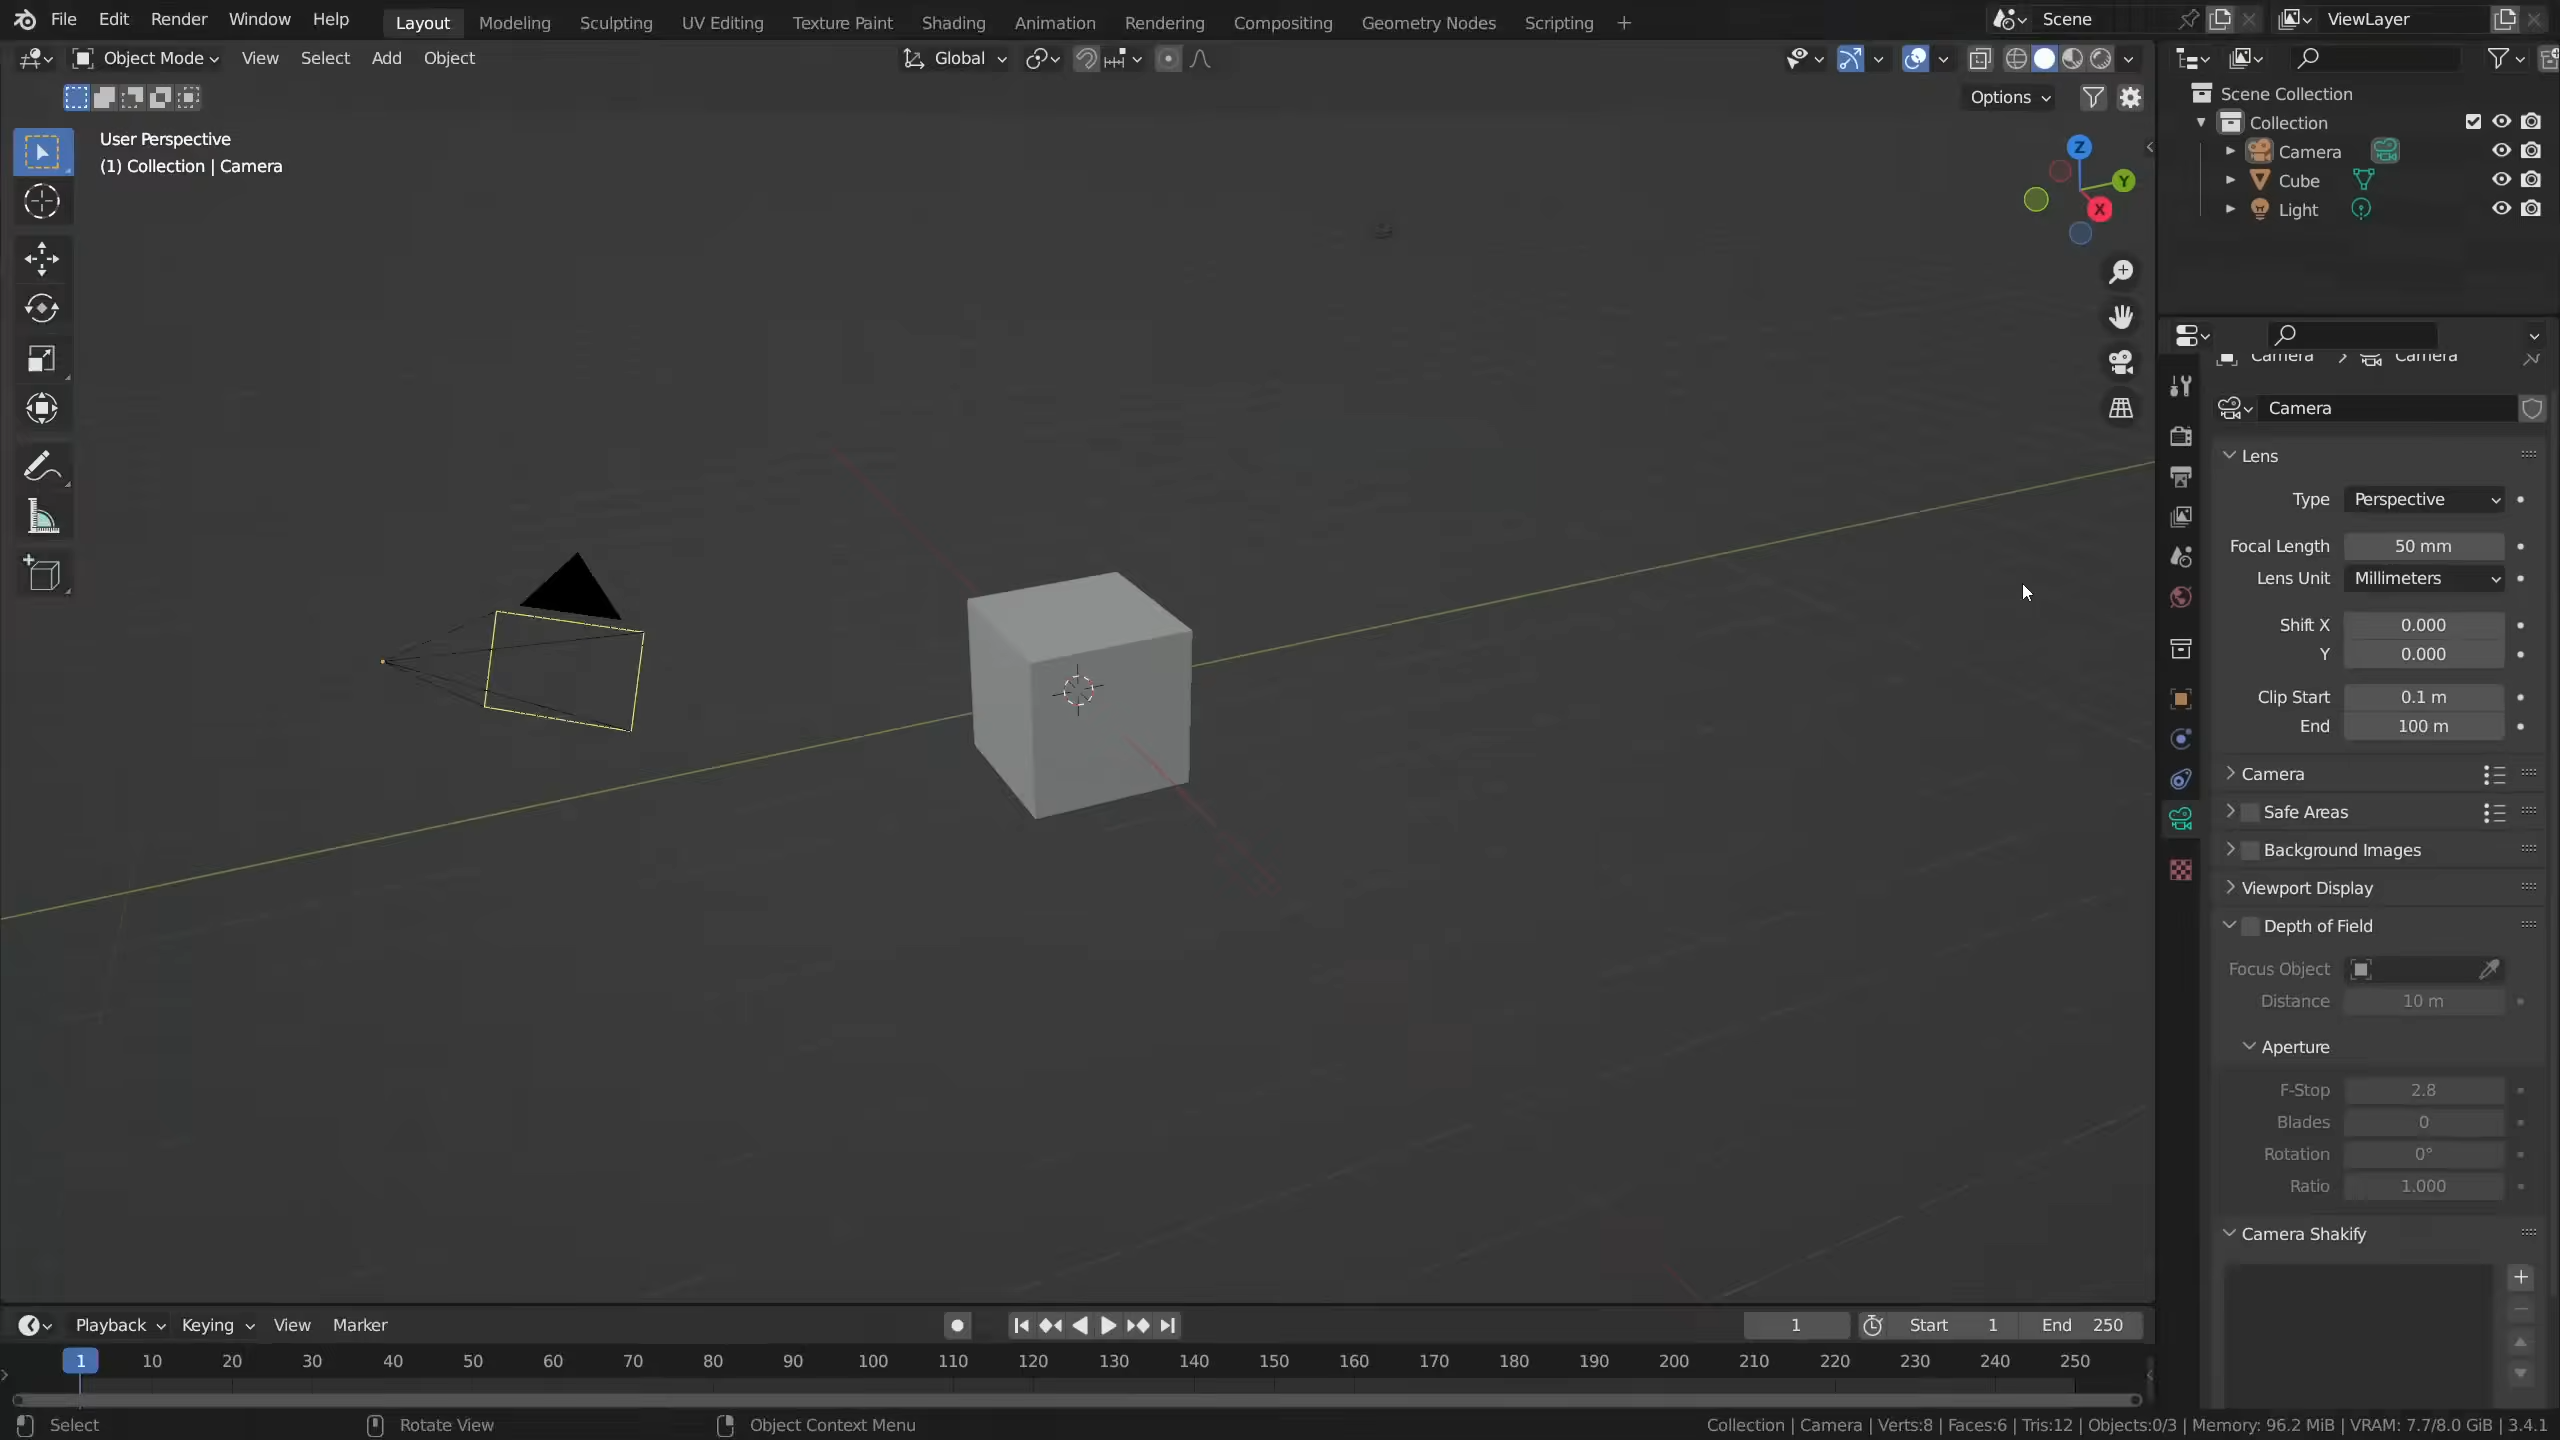 File Edit Render Window Help Layout Modeling Sculpting UV Editing Texture Paint Shading Animation Rendering Compositing Geometry Nodes Scripting + Scene ViewLayer
Object Mode View Select Add Object Global
Options
User Perspective
(1) Collection | Camera
Z
Y
X
Scene Collection
Collection
Camera
Cube
Light
Camera > Camera
Camera
Lens
Type Perspective
Focal Length 50 mm
Lens Unit Millimeters
Shift X 0.000
Y 0.000
Clip Start 0.1 m
End 100 m
Camera
Safe Areas
Background Images
Viewport Display
Depth of Field
Focus Object
Distance 10 m
Aperture
F-Stop 2.8
Blades 0
Rotation 0°
Ratio 1.000
Camera Shakify
Playback Keying View Marker 1 Start 1 End 250
1 10 20 30 40 50 60 70 80 90 100 110 120 130 140 150 160 170 180 190 200 210 220 230 240 250
Select Rotate View Object Context Menu Collection | Camera | Verts:8 | Faces:6 | Tris:12 | Objects:0/3 | Memory: 96.2 MiB | VRAM: 7.7/8.0 GiB | 3.4.1